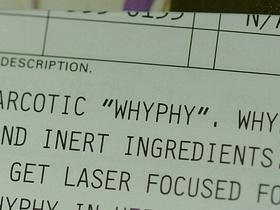 N/A
DESCRIPTION.
ARCOTIC "WHYPHY". WHY
ND INERT INGREDIENTS.
GET LASER FOCUSED FO